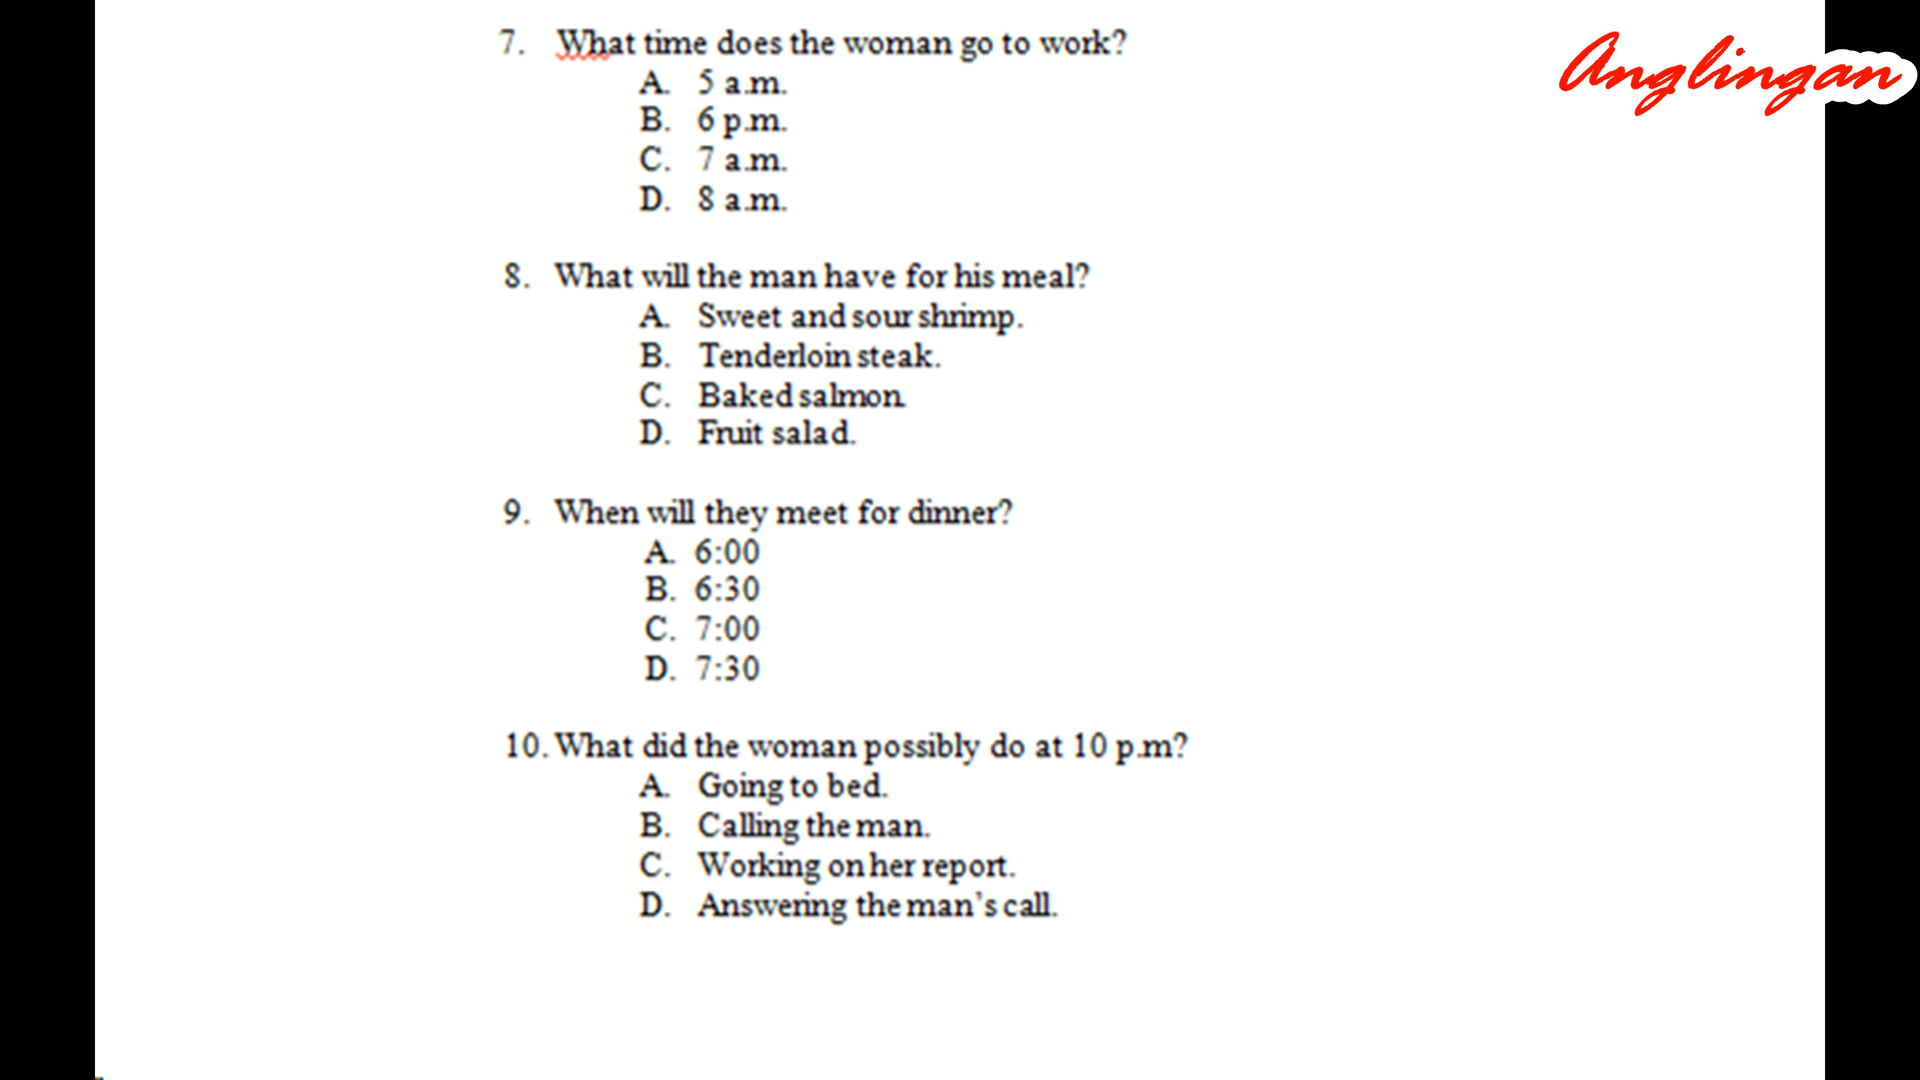 Anglingan
7. What time does the woman go to work?
A. 5 a.m.
B. 6 p.m.
C. 7 a.m.
D. 8 a.m.
8. What will the man have for his meal?
A. Sweet and sour shrimp.
B. Tenderloin steak.
C. Baked salmon.
D. Fruit salad.
9. When will they meet for dinner?
A. 6:00
B. 6:30
C. 7:00
D. 7:30
10. What did the woman possibly do at 10 p.m?
A. Going to bed.
B. Calling the man.
C. Working on her report.
D. Answering the man's call.